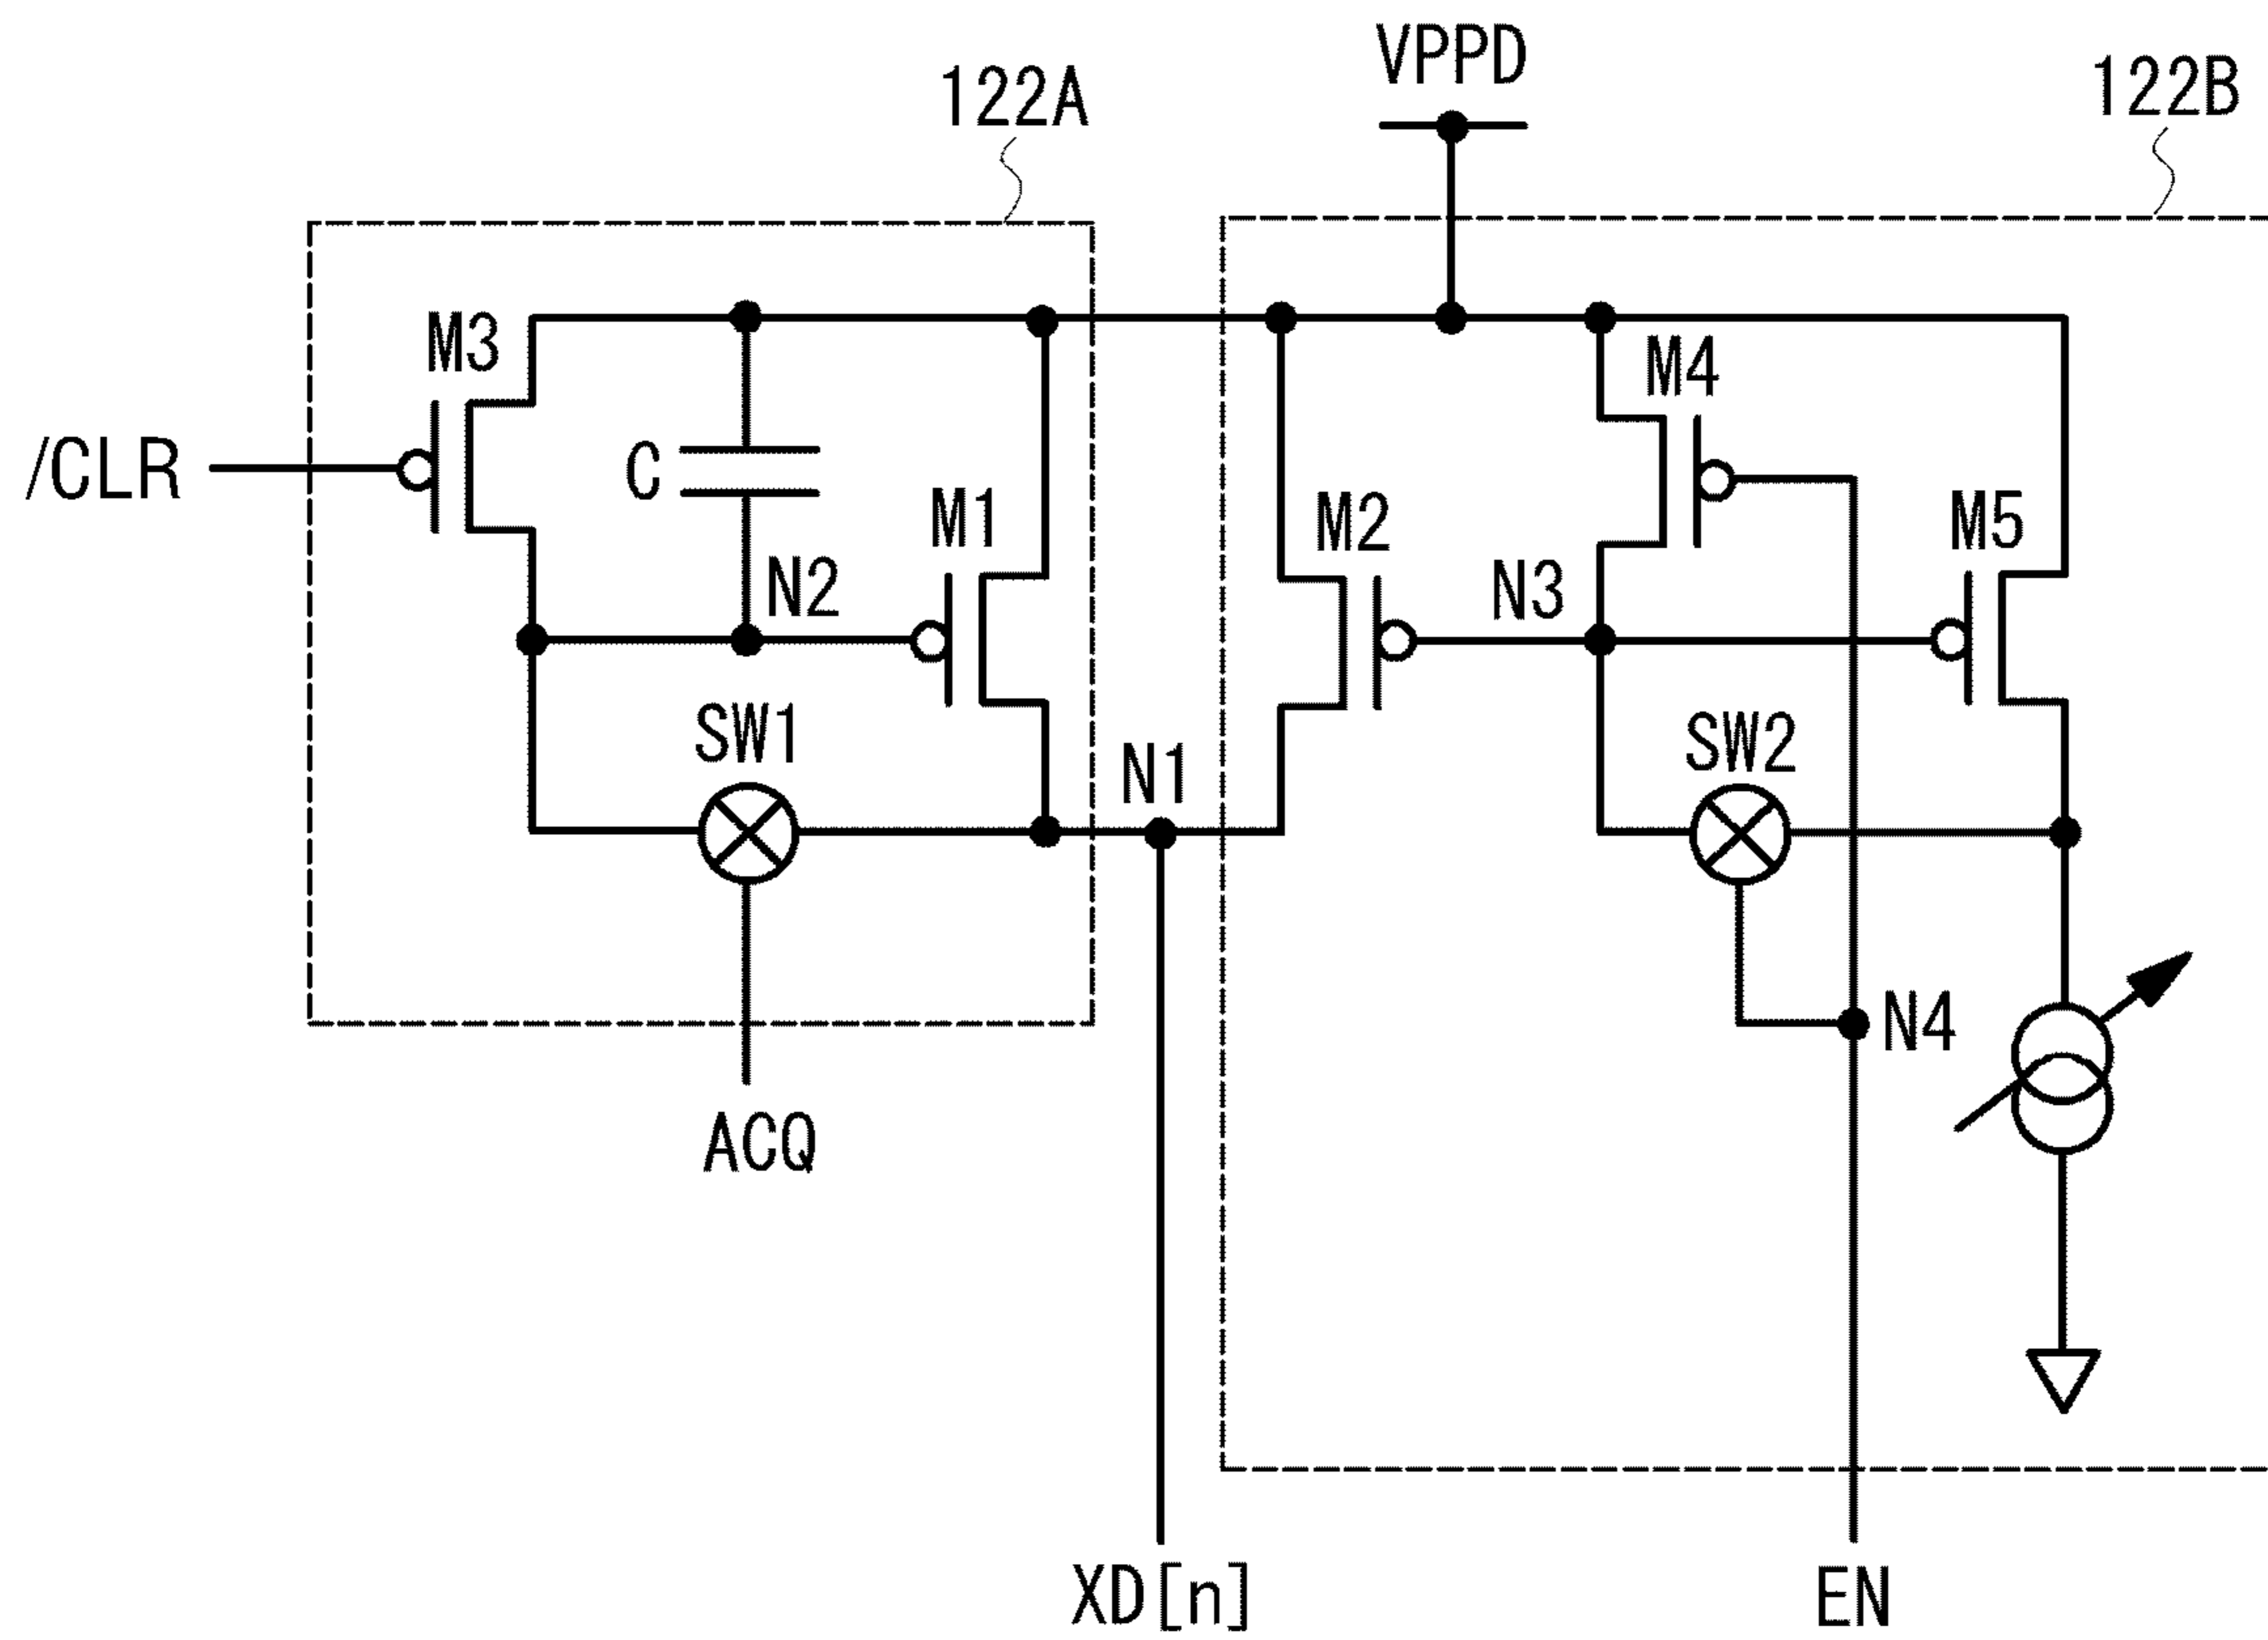 VPPD
122A
122B
M3
M4
/CLR
C
M1
M2
M5
N2
N3
SW1
SW2
N1
N4
ACQ
XD[n]
EN